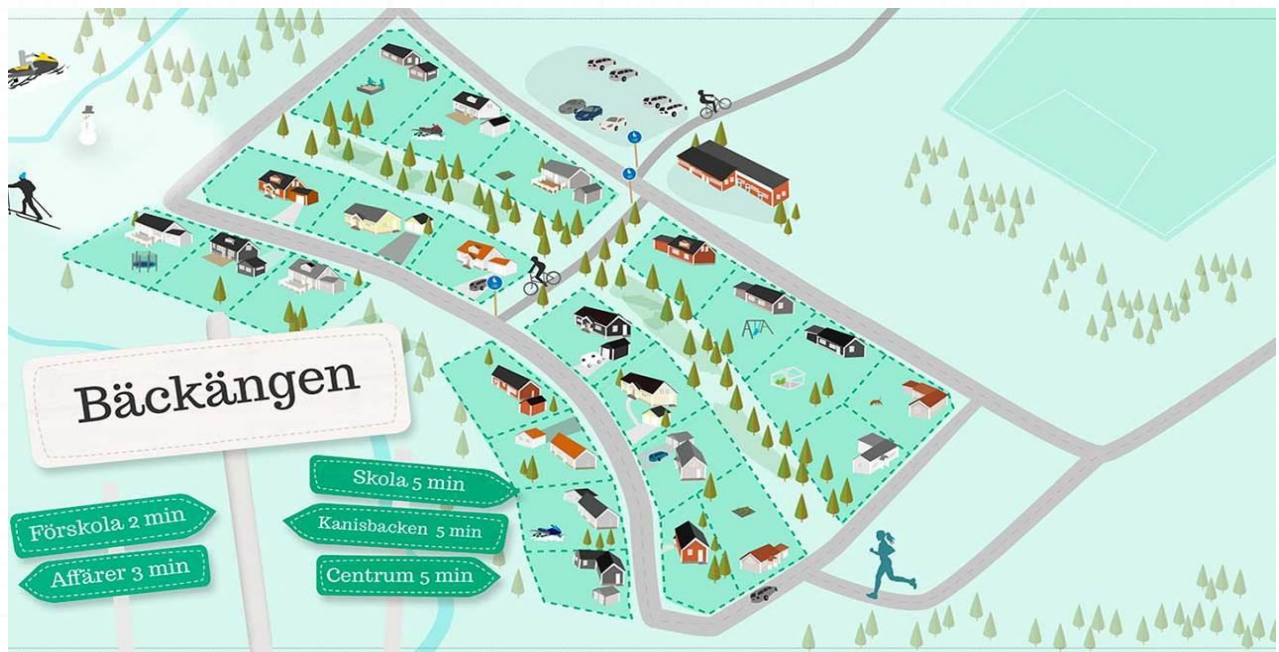 Bäckängen
Skola 5 min
Förskola 2 min
Kanisbacken 5 min
Affärer 3 min
Centrum 5 min